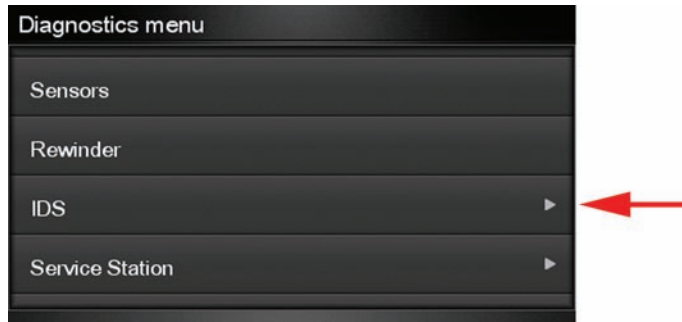 Diagnostics menu
Sensors
Rewinder
IDS
Service Station